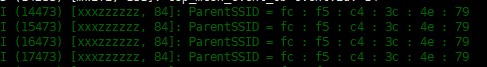 I (14473) [xxxzzzzzz, 84]: ParentSSID = fc : f5 : c4 : 3c : 4e : 79
I (15473) [xxxzzzzzz, 84]: ParentSSID = fc : f5 : c4 : 3c : 4e : 79
I (16473) [xxxzzzzzz, 84]: ParentSSID = fc : f5 : c4 : 3c : 4e : 79
I (17473) [xxxzzzzzz, 84]: ParentSSID = fc : f5 : c4 : 3c : 4e : 79